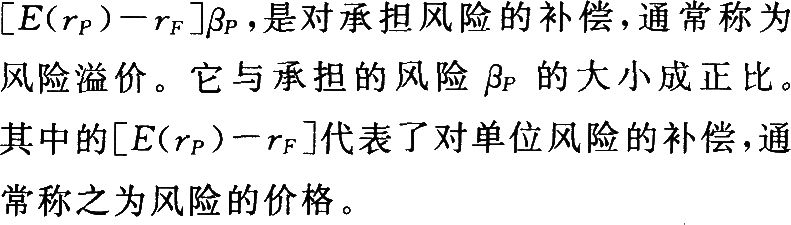 [E(r_P)－r_F]β_P,是对承担风险的补偿,通常称为
风险溢价。它与承担的风险 β_P 的大小成正比。
其中的[E(r_P)－r_F]代表了对单位风险的补偿,通
常称之为风险的价格。